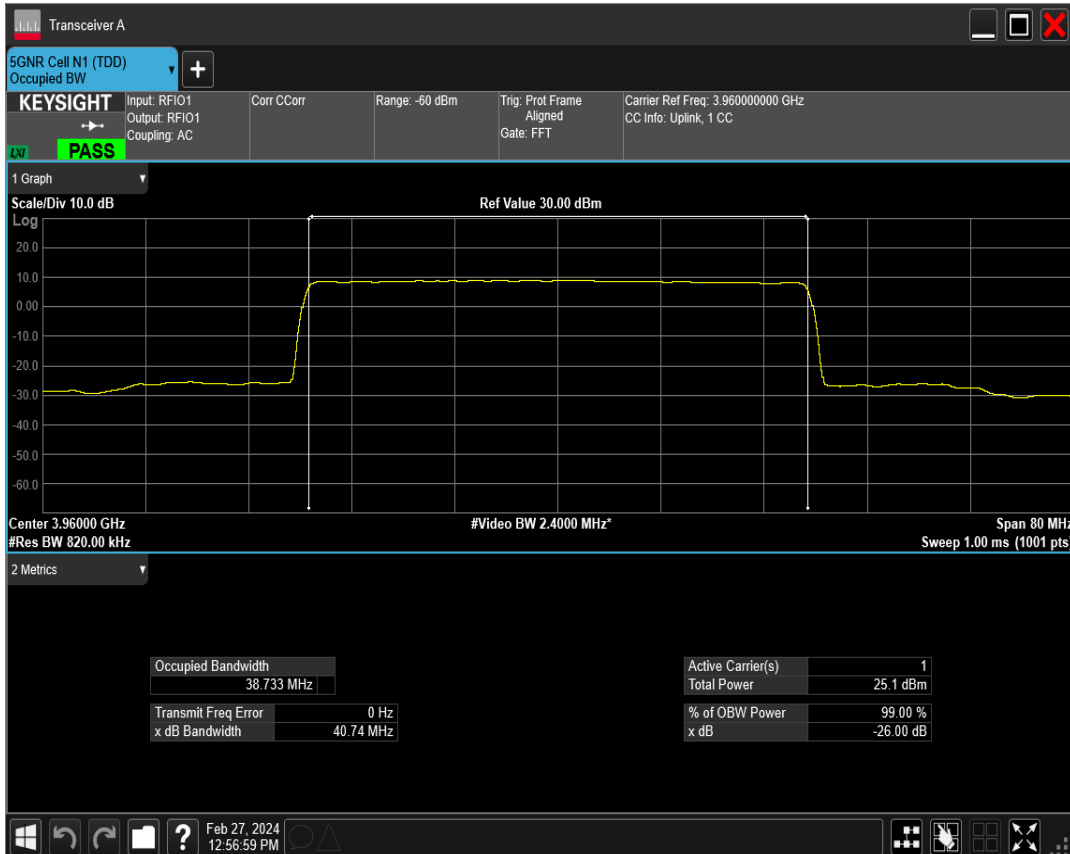 Transceiver A
5GNR Cell N1 (TDD)
Occupied BW
+
KEYSIGHT
LXI
PASS
Input: RFIO1
Output: RFIO1
Coupling: AC
Corr CCorr
Range: -60 dBm
Trig: Prot Frame
Aligned
Gate: FFT
Carrier Ref Freq: 3.960000000 GHz
CC Info: Uplink, 1 CC
1 Graph
Scale/Div 10.0 dB
Ref Value 30.00 dBm
Log
20.0
10.0
0.00
-10.0
-20.0
-30.0
-40.0
-50.0
-60.0
Center 3.96000 GHz
#Video BW 2.4000 MHz*
Span 80 MHz
#Res BW 820.00 kHz
Sweep 1.00 ms (1001 pts)
2 Metrics
Occupied Bandwidth
38.733 MHz
Transmit Freq Error 0 Hz
x dB Bandwidth 40.74 MHz
Active Carrier(s) 1
Total Power 25.1 dBm
% of OBW Power 99.00 %
x dB -26.00 dB
?
Feb 27, 2024
12:56:59 PM